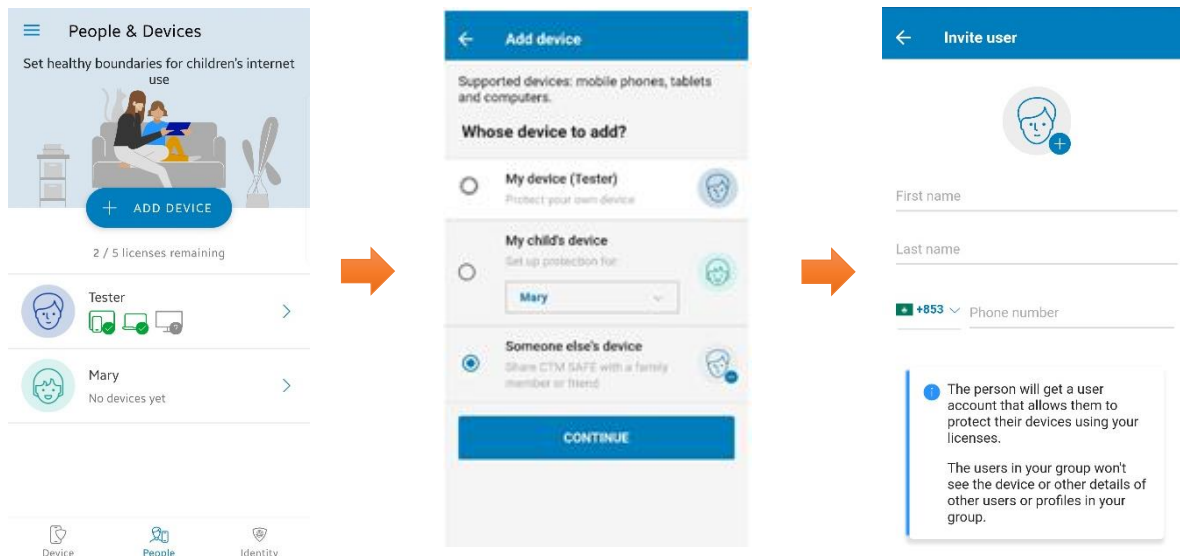 People & Devices
Set healthy boundaries for children's internet
use
+ ADD DEVICE
2 / 5 licenses remaining
Tester
Mary
No devices yet
Device
People
Identity
Add device
Supported devices: mobile phones, tablets
and computers.
Whose device to add?
My device (Tester)
Protect your own device
My child's device
Set up protection for:
Mary
Someone else's device
Share CTM SAFE with a family
member or friend
CONTINUE
Invite user
First name
Last name
+853
Phone number
The person will get a user
account that allows them to
protect their devices using your
licenses.
The users in your group won't
see the device or other details of
other users or profiles in your
group.